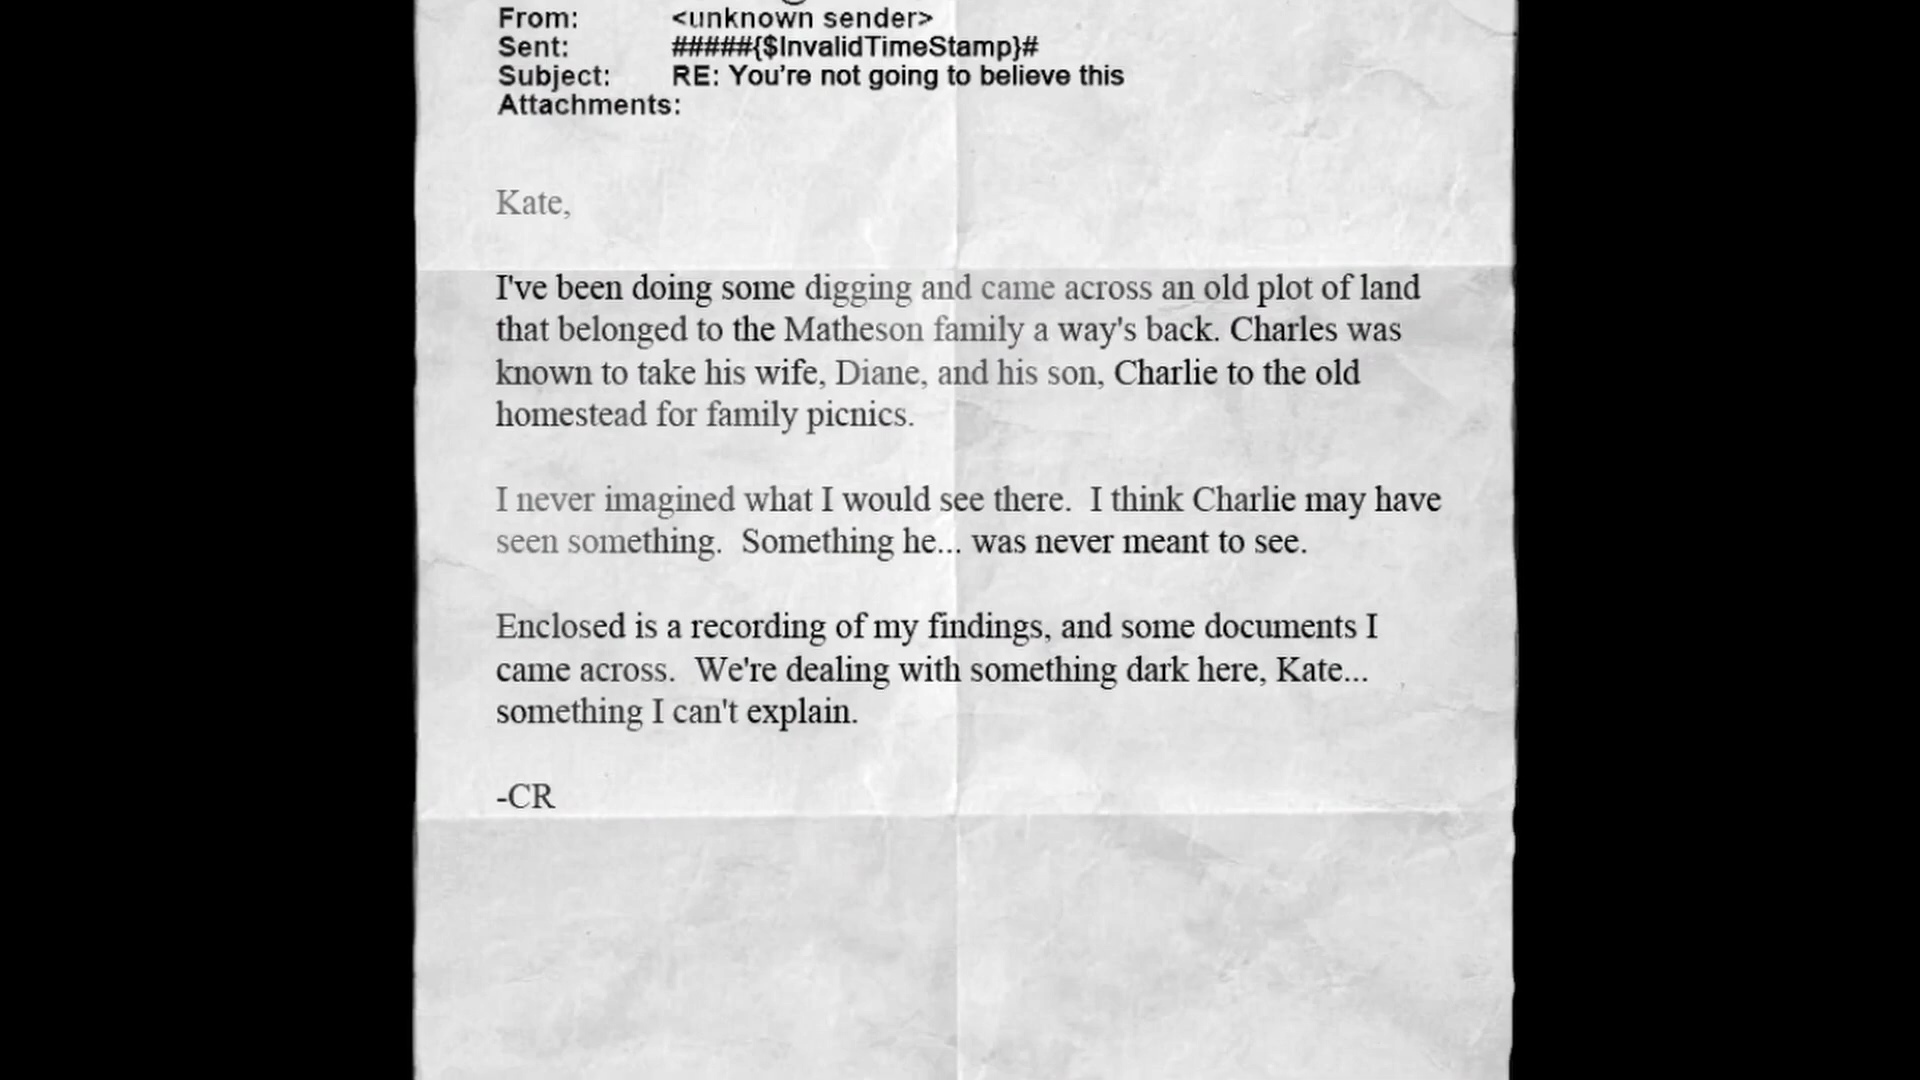 From: <unknown sender>
Sent: #####{$InvalidTimeStamp}#
Subject: RE: You're not going to believe this
Attachments:
Kate,
I've been doing some digging and came across an old plot of land
that belonged to the Matheson family a way's back. Charles was
known to take his wife, Diane, and his son, Charlie to the old
homestead for family picnics.
I never imagined what I would see there.  I think Charlie may have
seen something.  Something he... was never meant to see.
Enclosed is a recording of my findings, and some documents I
came across.  We're dealing with something dark here, Kate...
something I can't explain.
-CR